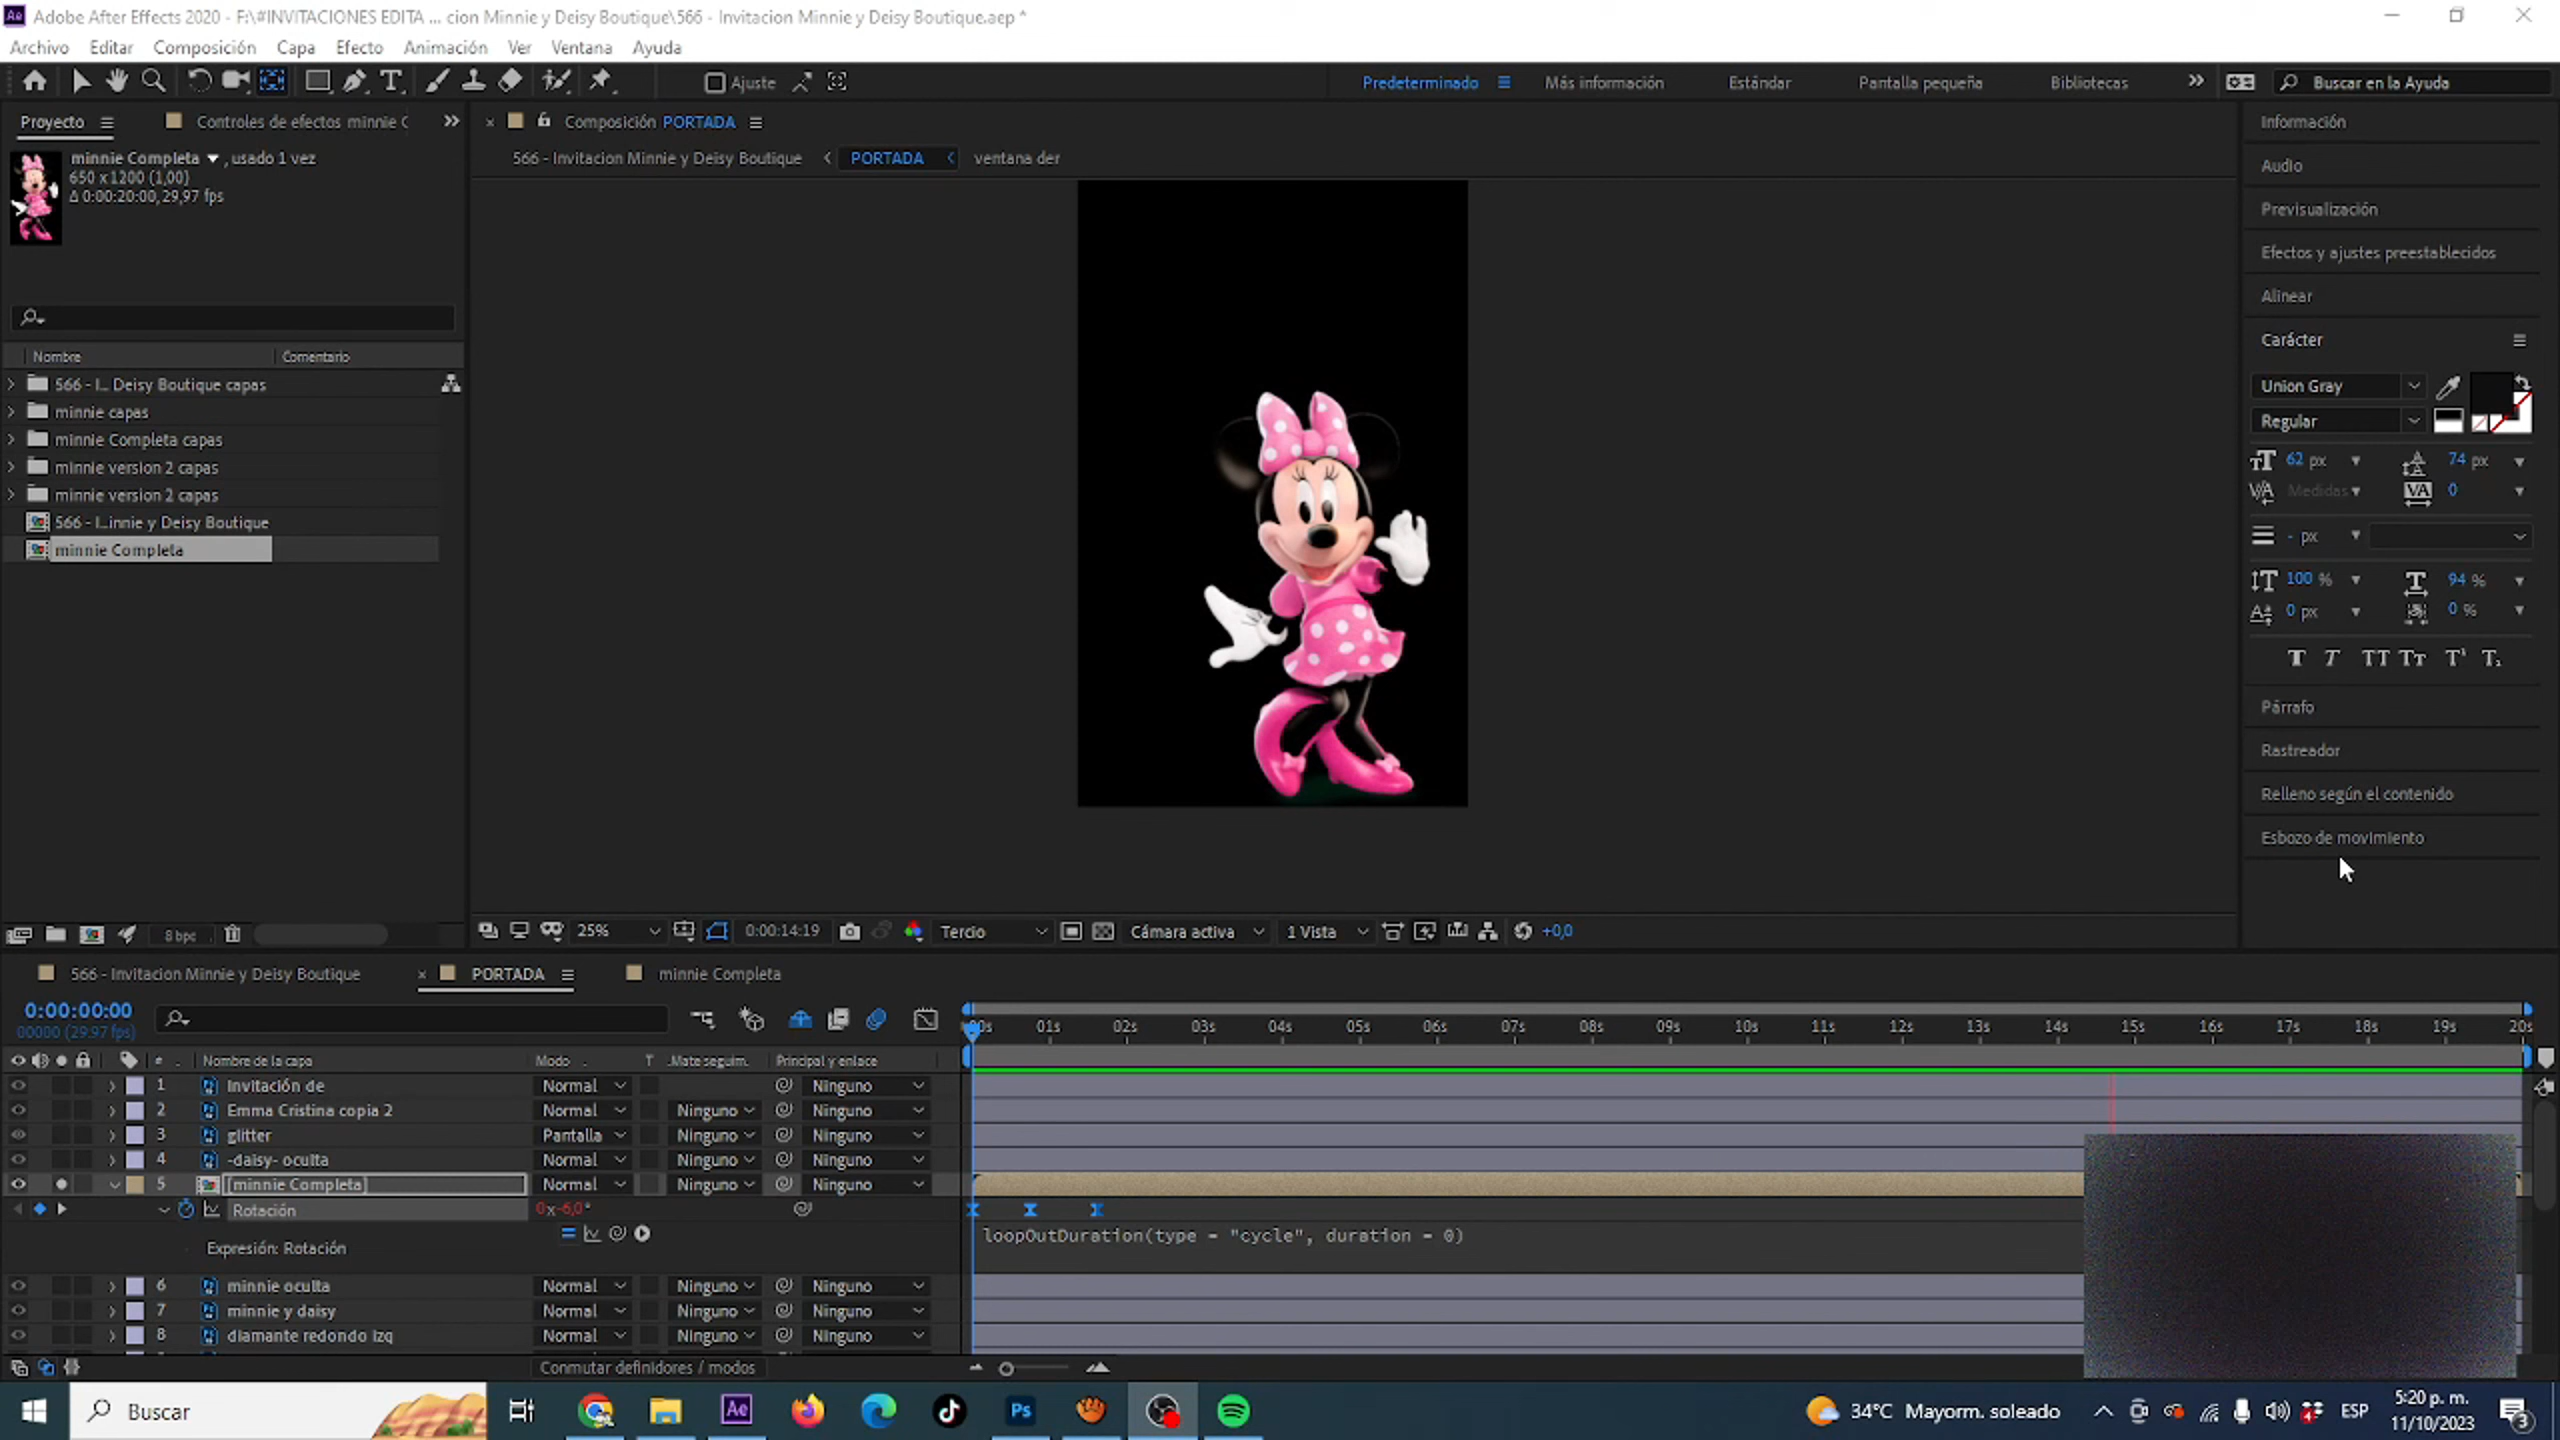 Adobe After Effects 2020 - F:\#INVITACIONES EDITA ... cion Minnie y Deisy Boutique\566 - Invitacion Minnie y Deisy Boutique.aep *
Archivo Editar Composición Capa Efecto Animación Ver Ventana Ayuda
Ajuste
Predeterminado Más información Estándar Pantalla pequeña Bibliotecas
Buscar en la Ayuda
Proyecto
Controles de efectos minnie C
minnie Completa , usado 1 vez
650 x 1200 (1,00)
Δ 0:00:20:00, 29,97 fps
Nombre Comentario
566 - I... Deisy Boutique capas
minnie capas
minnie Completa capas
minnie version 2 capas
minnie version 2 capas
566 - I...innie y Deisy Boutique
minnie Completa
8 bpc
Composición PORTADA
566 - Invitacion Minnie y Deisy Boutique PORTADA ventana der
25% 0:00:14:19 Tercio Cámara activa 1 Vista +0,0
Información
Audio
Previsualización
Efectos y ajustes preestablecidos
Alinear
Carácter
Union Gray
Regular
62 px 74 px
Medidas 0
- px
100 % 94 %
0 px 0 %
T T TT Tт T¹ T₁
Párrafo
Rastreador
Relleno según el contenido
Esbozo de movimiento
566 - Invitacion Minnie y Deisy Boutique PORTADA minnie Completa
0:00:00:00
00000 (29.97 fps)
00s 01s 02s 03s 04s 05s 06s 07s 08s 09s 10s 11s 12s 13s 14s 15s 16s 17s 18s 19s 20s
# Nombre de la capa Modo T Mate seguim. Principal y enlace
1 Invitación de Normal Ninguno
2 Emma Cristina copia 2 Normal Ninguno Ninguno
3 glitter Pantalla Ninguno Ninguno
4 -daisy- oculta Normal Ninguno Ninguno
5 [minnie Completa] Normal Ninguno Ninguno
Rotación 0x-6,0°
loopOutDuration(type = "cycle", duration = 0)
Expresión: Rotación
6 minnie oculta Normal Ninguno Ninguno
7 minnie y daisy Normal Ninguno Ninguno
8 diamante redondo izq Normal Ninguno Ninguno
Conmutar definidores / modos
Buscar
34°C Mayorm. soleado
ESP
5:20 p. m.
11/10/2023
3